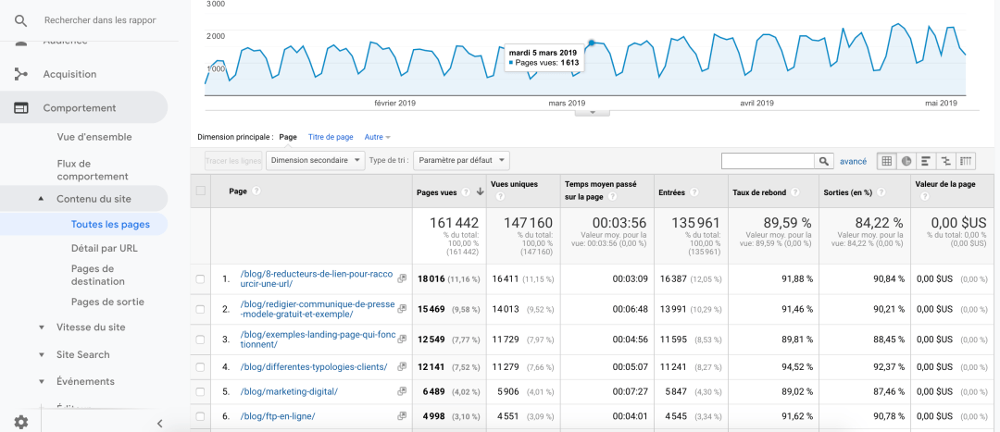 Rechercher dans les rappor
Audience
Acquisition
Comportement
Vue d'ensemble
Flux de
comportement
Contenu du site
Toutes les pages
Détail par URL
Pages de
destination
Pages de sortie
Vitesse du site
Site Search
Événements
3 000
2 000
1 000
mardi 5 mars 2019
Pages vues: 1 613
février 2019 mars 2019 avril 2019 mai 2019
Dimension principale : Page Titre de page Autre
Tracer les lignes Dimension secondaire Type de tri : Paramètre par défaut avancé
Page ? Pages vues ? Vues uniques ? Temps moyen passé sur la page ? Entrées ? Taux de rebond ? Sorties (en %) ? Valeur de la page ?
161 442 147 160 00:03:56 135 961 89,59 % 84,22 % 0,00 $US
% du total: % du total: Valeur moy. pour la % du total: Valeur moy. pour la Valeur moy. pour la % du total: 0,00 %
100,00 % 100,00 % vue: 00:03:56 (0,00 %) 100,00 % vue: 89,59 % (0,00 %) vue: 84,22 % (0,00 %) (0,00 $US)
(161 442) (147 160) (135 961)
1. /blog/8-reducteurs-de-lien-pour-racco
urcir-une-url/ 18 016 (11,16 %) 16 411 (11,15 %) 00:03:09 16 387 (12,05 %) 91,88 % 90,84 % 0,00 $US (0,00 %)
2. /blog/redigier-communique-de-presse
-modele-gratuit-et-exemple/ 15 469 (9,58 %) 14 013 (9,52 %) 00:06:48 13 991 (10,29 %) 91,46 % 90,21 % 0,00 $US (0,00 %)
3. /blog/exemples-landing-page-qui-fonc
tionnent/ 12 549 (7,77 %) 11 729 (7,97 %) 00:04:56 11 595 (8,53 %) 89,81 % 88,45 % 0,00 $US (0,00 %)
4. /blog/differentes-typologies-clients/ 12 141 (7,52 %) 11 279 (7,66 %) 00:05:07 11 241 (8,27 %) 94,52 % 92,37 % 0,00 $US (0,00 %)
5. /blog/marketing-digital/ 6 489 (4,02 %) 5 906 (4,01 %) 00:07:27 5 847 (4,30 %) 89,02 % 87,46 % 0,00 $US (0,00 %)
6. /blog/ftp-en-ligne/ 4 998 (3,10 %) 4 551 (3,09 %) 00:04:01 4 545 (3,34 %) 91,62 % 90,78 % 0,00 $US (0,00 %)